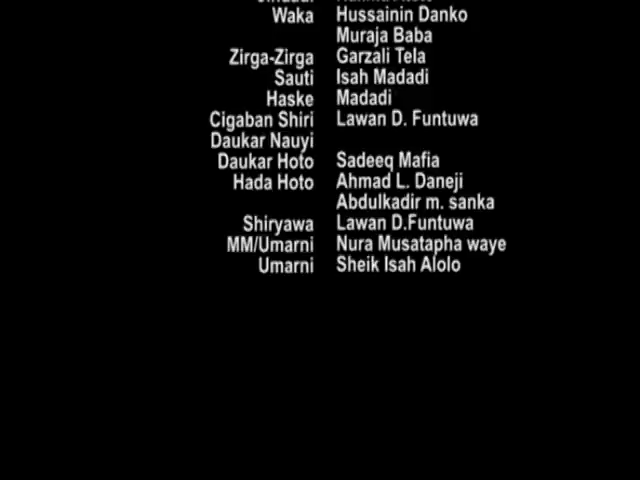 Waka Hussainin Danko
Muraja Baba
Zirga-Zirga Garzali Tela
Sauti Isah Madadi
Haske Madadi
Cigaban Shiri Lawan D. Funtuwa
Daukar Nauyi
Daukar Hoto Sadeeq Mafia
Hada Hoto Ahmad L. Daneji
Abdulkadir m. sanka
Shiryawa Lawan D.Funtuwa
MM/Umarni Nura Musatapha waye
Umarni Sheik Isah Alolo